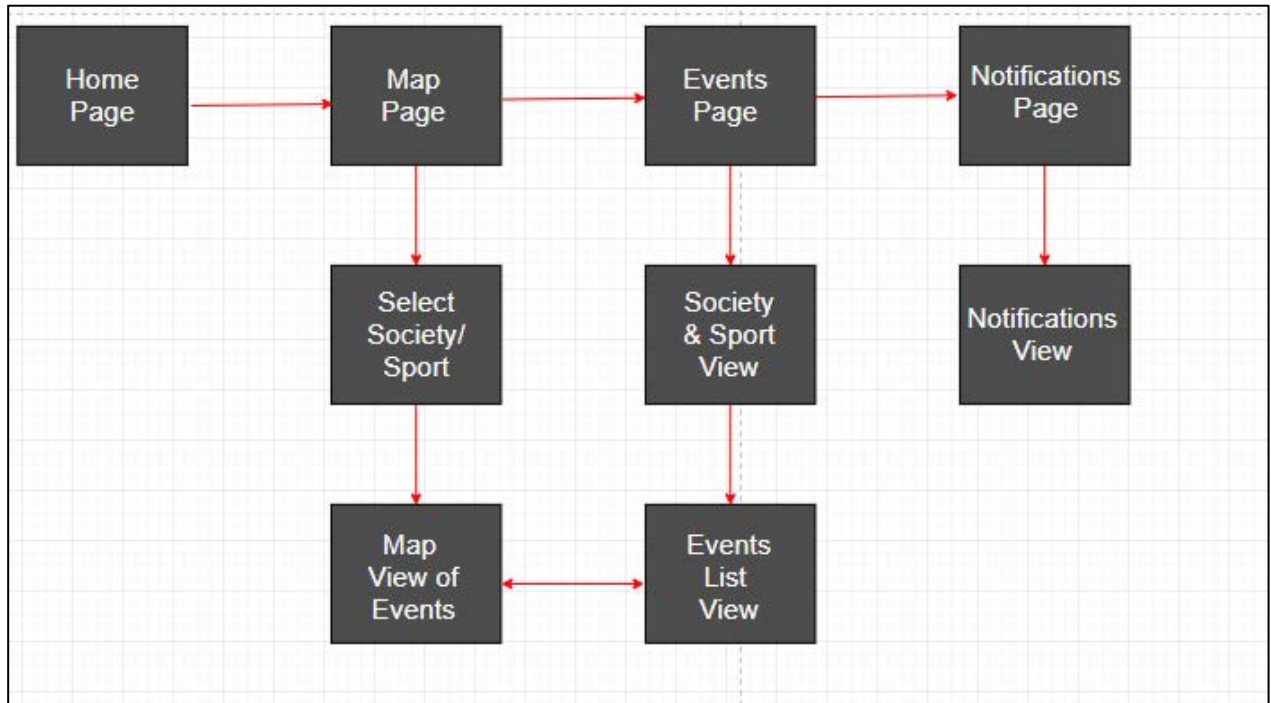 Home
Page
Map
Page
Events
Page
Notifications
Page
Select
Society/
Sport
Society
& Sport
View
Notifications
View
Map
View of
Events
Events
List
View